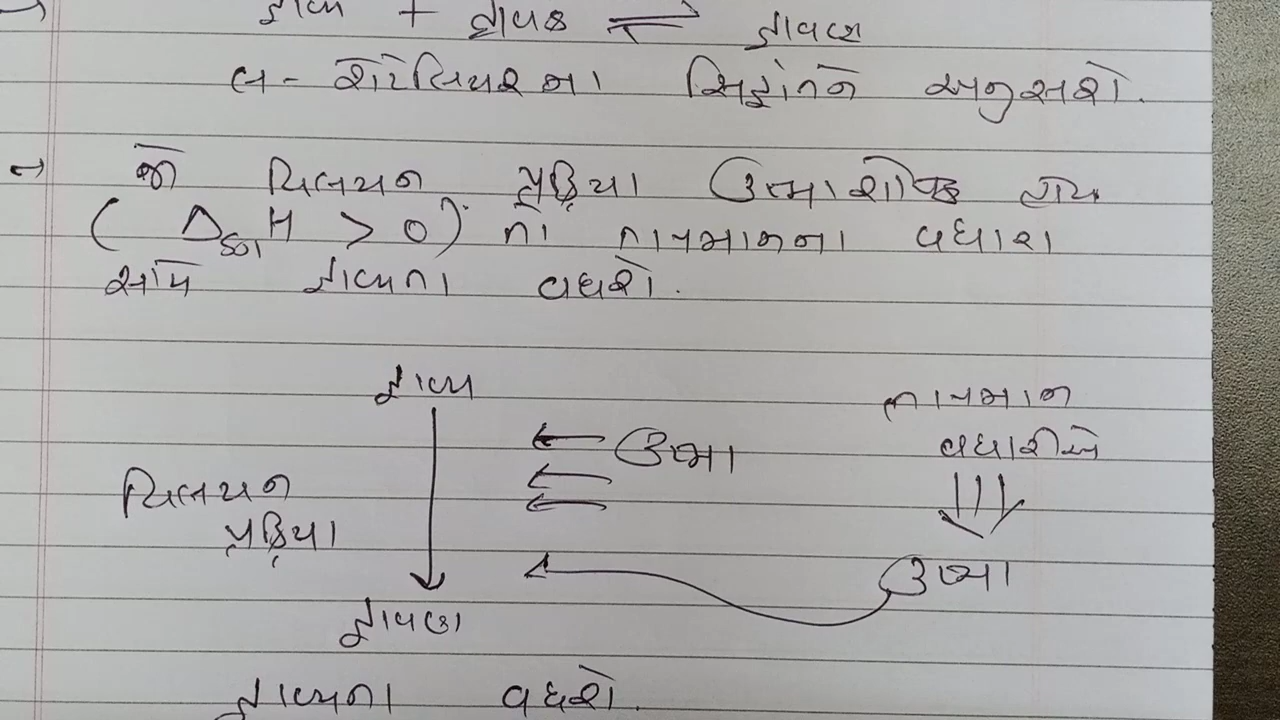 → દ્રાવ્ય + દ્રાવક ⇌ દ્રાવણ
લ-શાટેલિયરના સિદ્ધાંતને અનુસરશે.
→ જો વિલયન પ્રક્રિયા ઉષ્માશોષક હોય
( ΔsolH > 0 ) તો તાપમાનના વધારા
સાથે દ્રાવ્યતા વધશે.
દ્રાવ્ય
તાપમાન
વધારીએ
← ઉષ્મા
વિલયન
પ્રક્રિયા
ઉષ્મા
દ્રાવણ
દ્રાવ્યતા વધશે.